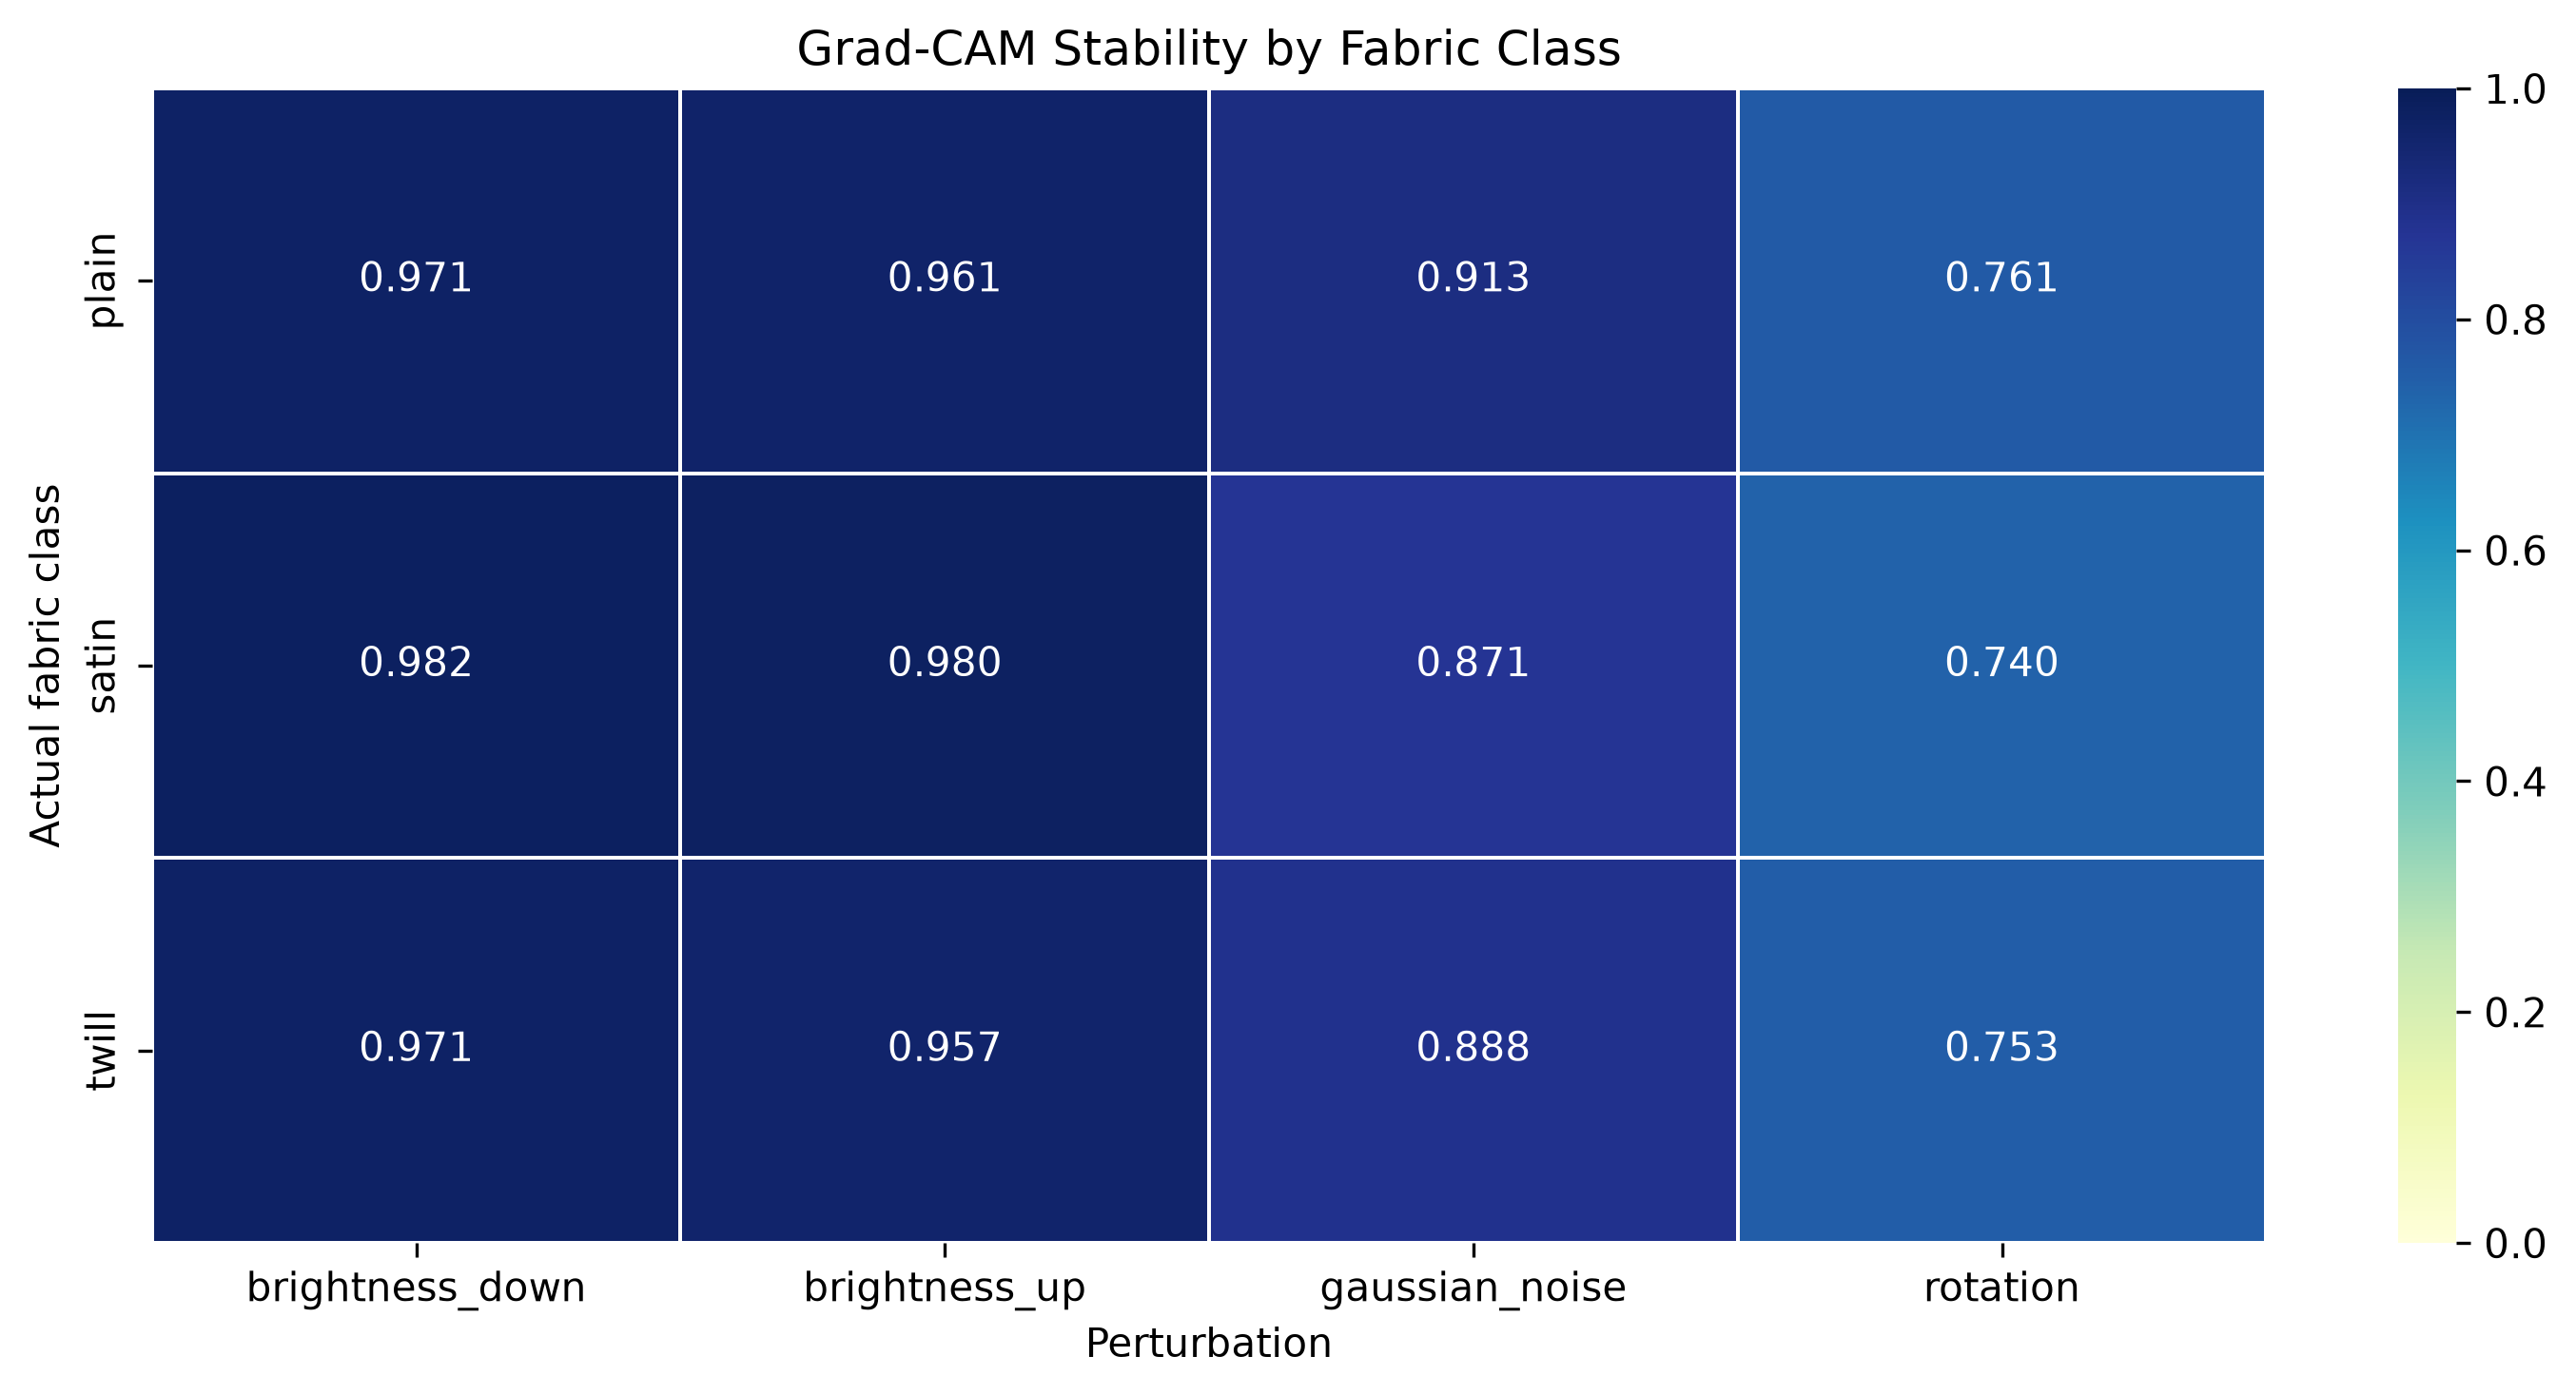 Grad-CAM Stability by Fabric Class
Actual fabric class
plain
0.971 0.961 0.913 0.761
satin
0.982 0.980 0.871 0.740
twill
0.971 0.957 0.888 0.753
brightness_down brightness_up gaussian_noise rotation
Perturbation
1.0
0.8
0.6
0.4
0.2
0.0